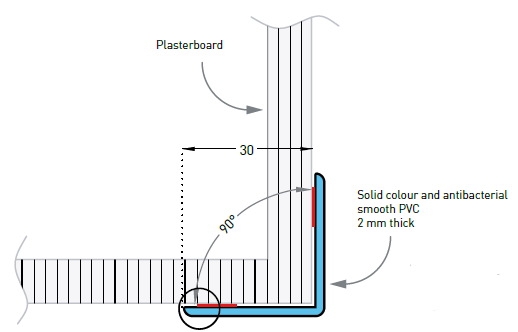 Plasterboard
30
90°
Solid colour and antibacterial
smooth PVC
2 mm thick